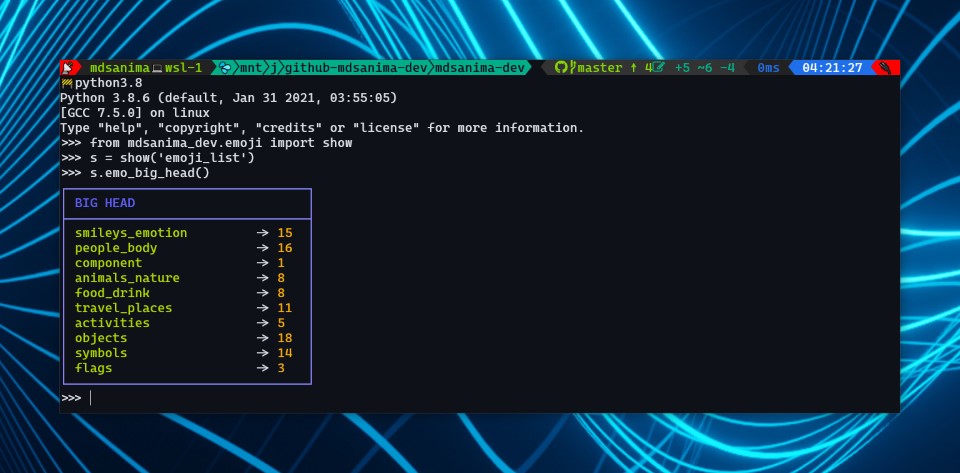 mdsanima wsl-1 mnt j github-mdsanima-dev mdsanima-dev master ↑ 4 +5 ~6 -4 0ms 04:21:27
python3.8
Python 3.8.6 (default, Jan 31 2021, 03:55:05)
[GCC 7.5.0] on linux
Type "help", "copyright", "credits" or "license" for more information.
>>> from mdsanima_dev.emoji import show
>>> s = show('emoji_list')
>>> s.emo_big_head()
BIG HEAD
smileys_emotion → 15
people_body → 16
component → 1
animals_nature → 8
food_drink → 8
travel_places → 11
activities → 5
objects → 18
symbols → 14
flags → 3
>>>